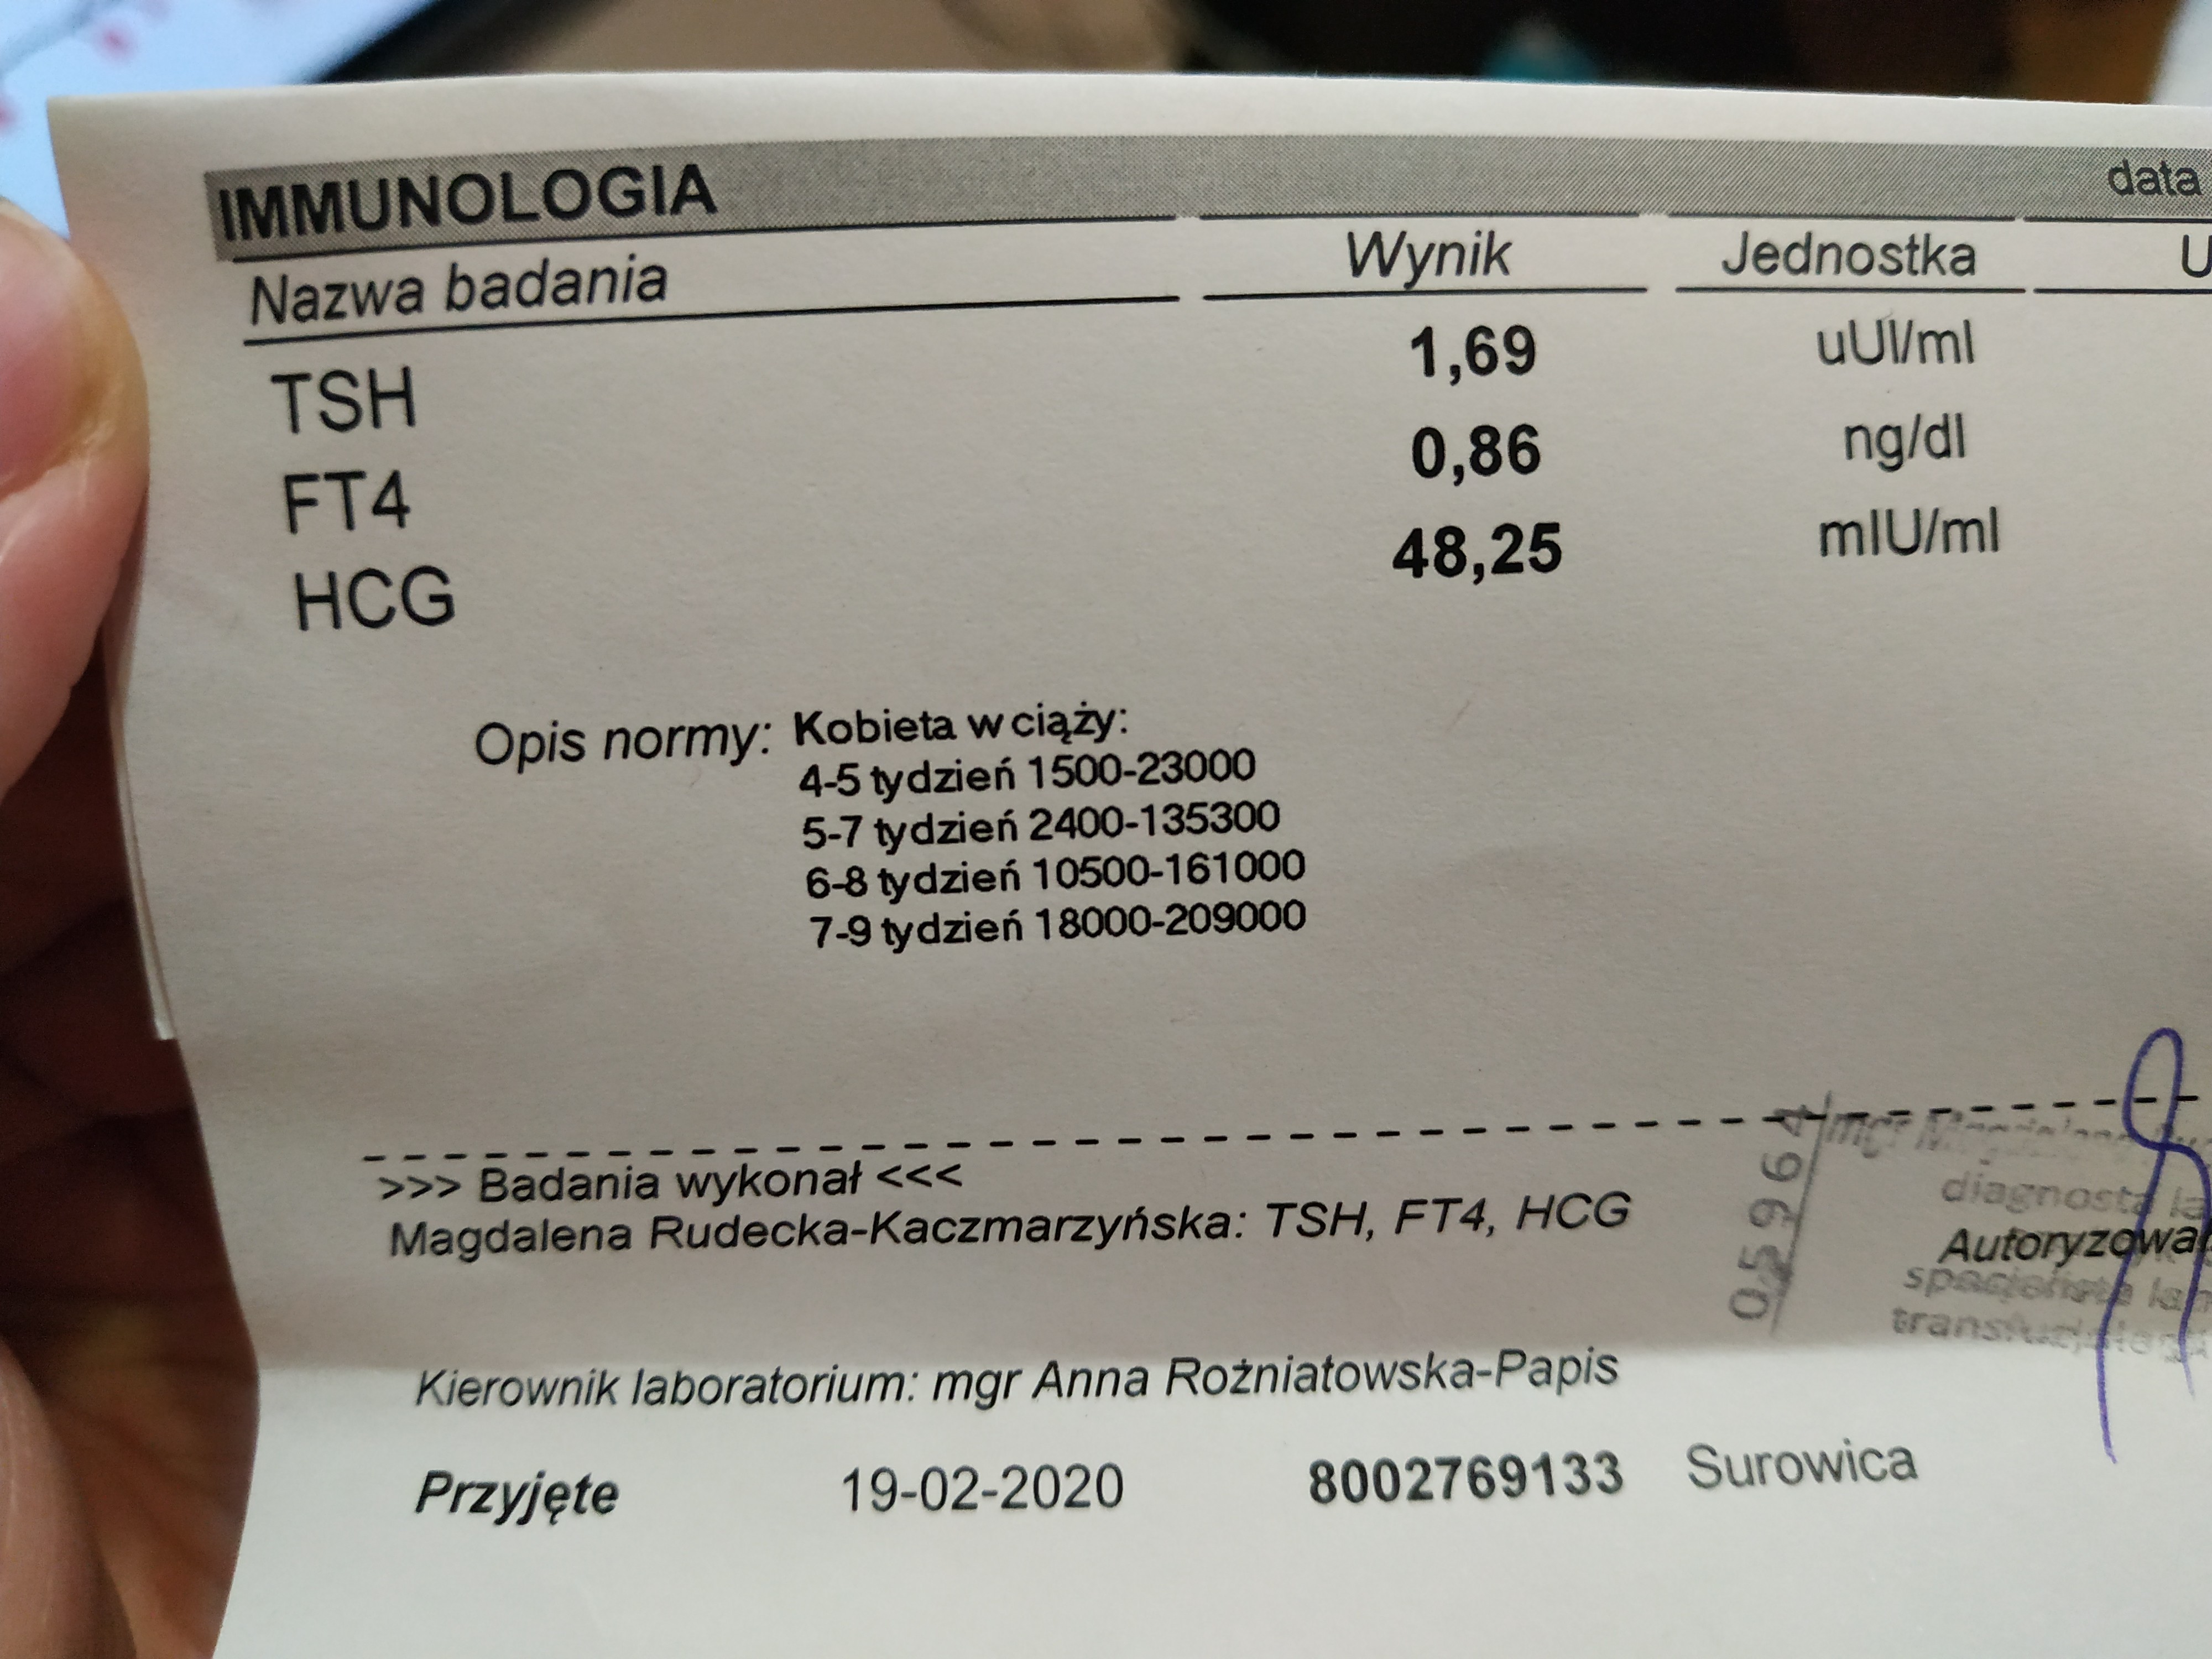 IMMUNOLOGIA data
Nazwa badania Wynik Jednostka
TSH 1,69 uUI/ml
FT4 0,86 ng/dl
HCG 48,25 mIU/ml
Opis normy: Kobieta w ciąży:
4-5 tydzień 1500-23000
5-7 tydzień 2400-135300
6-8 tydzień 10500-161000
7-9 tydzień 18000-209000
>>> Badania wykonał <<<
Magdalena Rudecka-Kaczmarzyńska: TSH, FT4, HCG
05964
mgr
diagnosta
Kierownik laboratorium: mgr Anna Rożniatowska-Papis
Przyjęte 19-02-2020 8002769133 Surowica